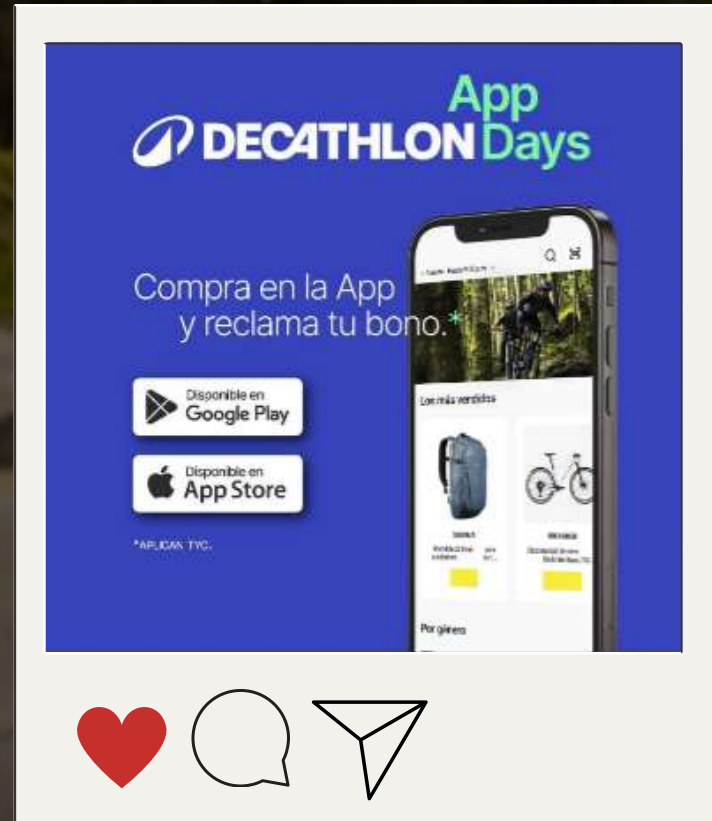 App
DECATHLON Days
Compra en la App
y reclama tu bono.*
Disponible en
Google Play
Disponible en
App Store
*APLICAN TYC.
Los más vendidos
Por género